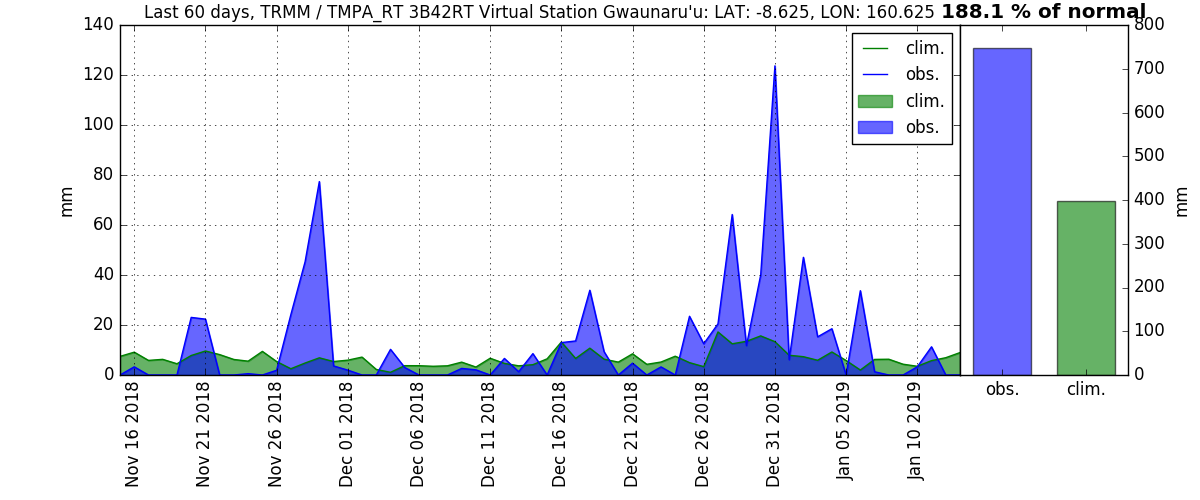 Last 60 days, TRMM / TMPA_RT 3B42RT Virtual Station Gwaunaru'u: LAT: -8.625, LON: 160.625 188.1 % of normal
140
120
100
80
60
40
20
0
mm
clim.
obs.
clim.
obs.
Nov 16 2018
Nov 21 2018
Nov 26 2018
Dec 01 2018
Dec 06 2018
Dec 11 2018
Dec 16 2018
Dec 21 2018
Dec 26 2018
Dec 31 2018
Jan 05 2019
Jan 10 2019
800
700
600
500
400
300
200
100
0
mm
obs.
clim.